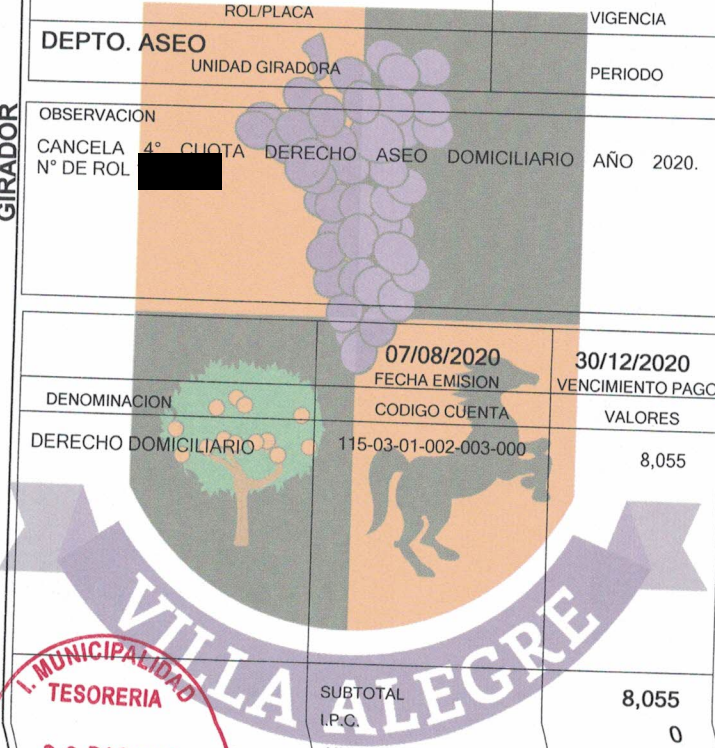 ROL/PLACA
VIGENCIA
DEPTO. ASEO
UNIDAD GIRADORA
PERIODO
GIRADOR
OBSERVACION
CANCELA 4° CUOTA DERECHO ASEO DOMICILIARIO AÑO 2020.
N° DE ROL
07/08/2020 30/12/2020
FECHA EMISION VENCIMIENTO PAGO
DENOMINACION CODIGO CUENTA VALORES
DERECHO DOMICILIARIO 115-03-01-002-003-000 8,055
VILLA ALEGRE
I. MUNICIPALIDAD
TESORERIA
SUBTOTAL 8,055
I.P.C. 0